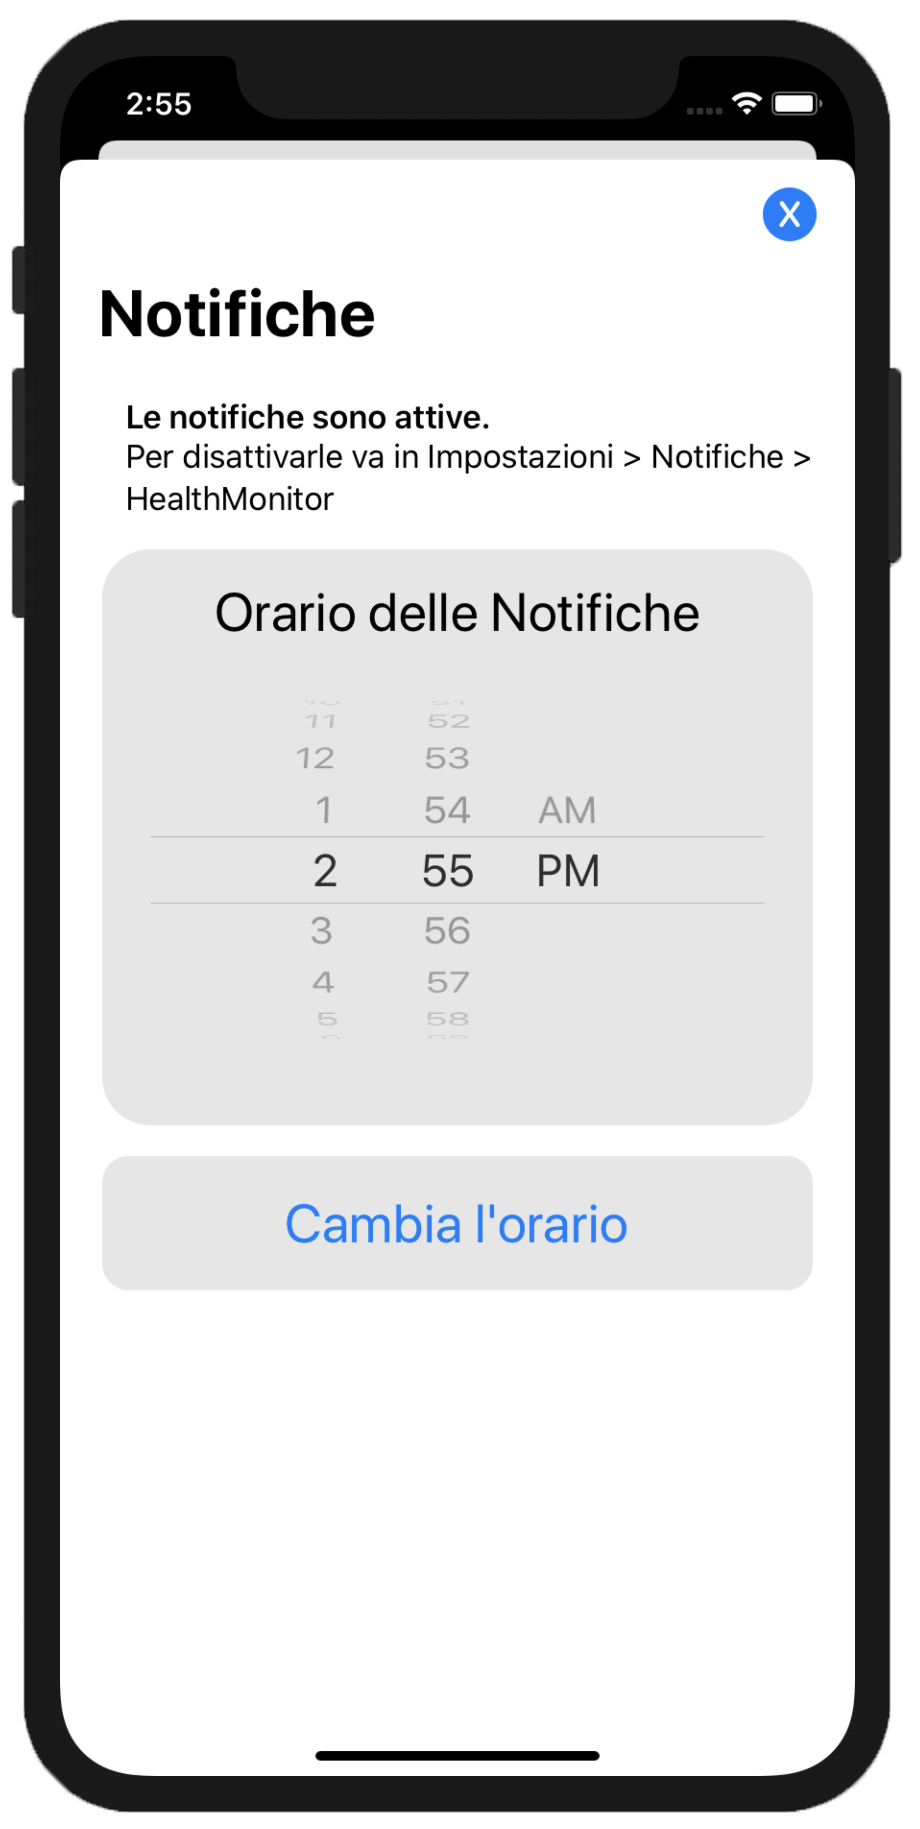 2:55
X
Notifiche
Le notifiche sono attive.
Per disattivarle va in Impostazioni > Notifiche >
HealthMonitor
Orario delle Notifiche
11 52
12 53
1 54 AM
2 55 PM
3 56
4 57
5 58
Cambia l'orario